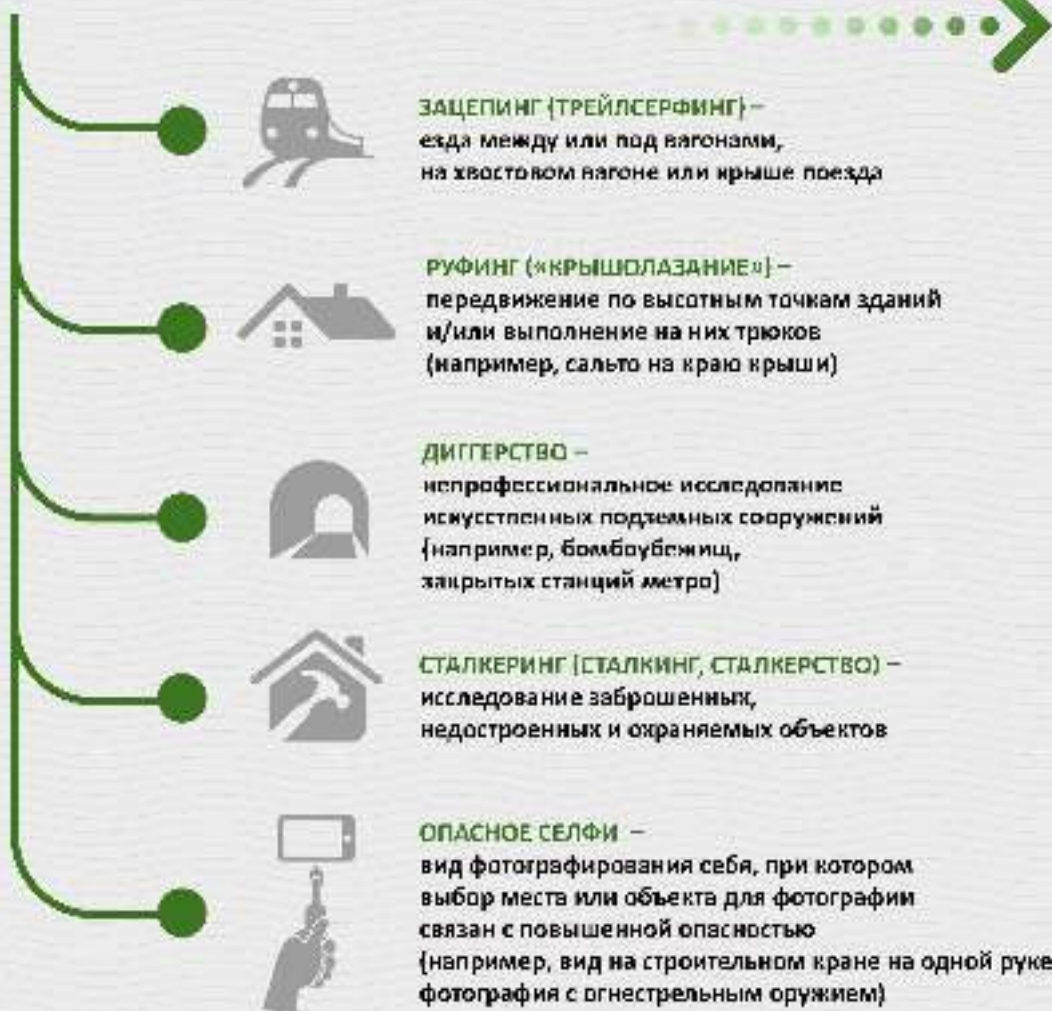 ЗАЦЕПИНГ (ТРЕЙЛСЕРФИНГ) –
езда между или под вагонами,
на хвостовом вагоне или крыше поезда
РУФИНГ («КРЫШОЛАЗАНИЕ») –
передвижение по высотным точкам зданий
и/или выполнение на них трюков
(например, сальто на краю крыши)
ДИГГЕРСТВО –
непрофессиональное исследование
искусственных подземных сооружений
(например, бомбоубежищ,
закрытых станций метро)
СТАЛКЕРИНГ (СТАЛКИНГ, СТАЛКЕРСТВО) –
исследование заброшенных,
недостроенных и охраняемых объектов
ОПАСНОЕ СЕЛФИ –
вид фотографирования себя, при котором
выбор места или объекта для фотографии
связан с повышенной опасностью
(например, вид на строительном кране на одной руке
фотография с огнестрельным оружием)